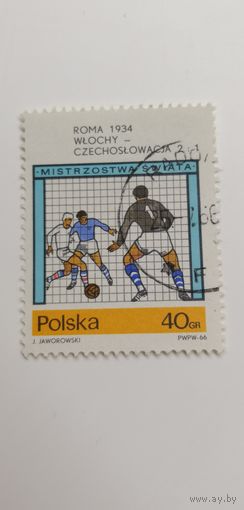 ROMA 1934
WŁOCHY –
CZECHOSŁOWACJA 2 - 1
MISTRZOSTWA ŚWIATA
Polska 40GR
J. JAWOROWSKI PWPW-66
ay.by